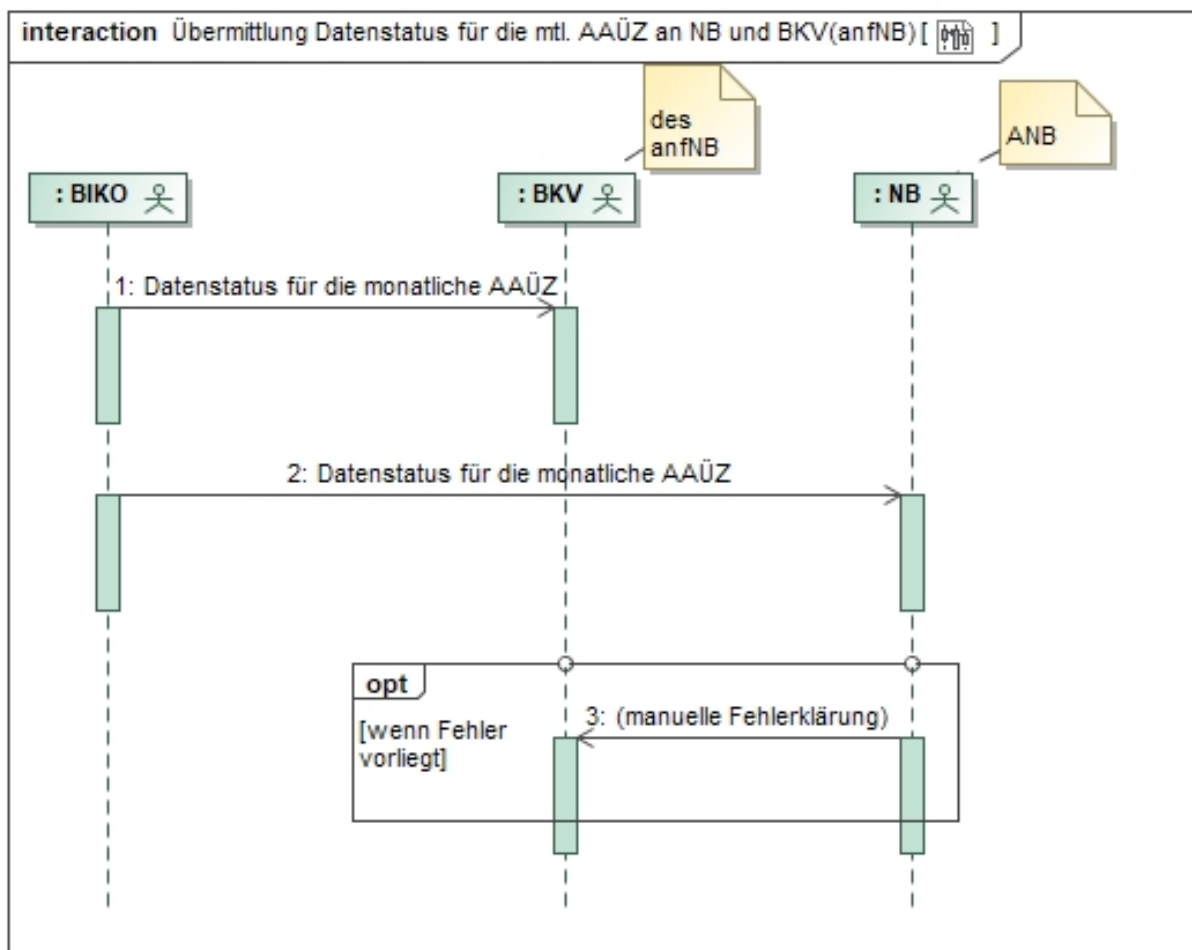 interaction Übermittlung Datenstatus für die mtl. AAÜZ an NB und BKV(anfNB)[ ]
des
anfNB
ANB
: BIKO
: BKV
: NB
1: Datenstatus für die monatliche AAÜZ
2: Datenstatus für die monatliche AAÜZ
opt
[wenn Fehler
vorliegt]
3: (manuelle Fehlerklärung)